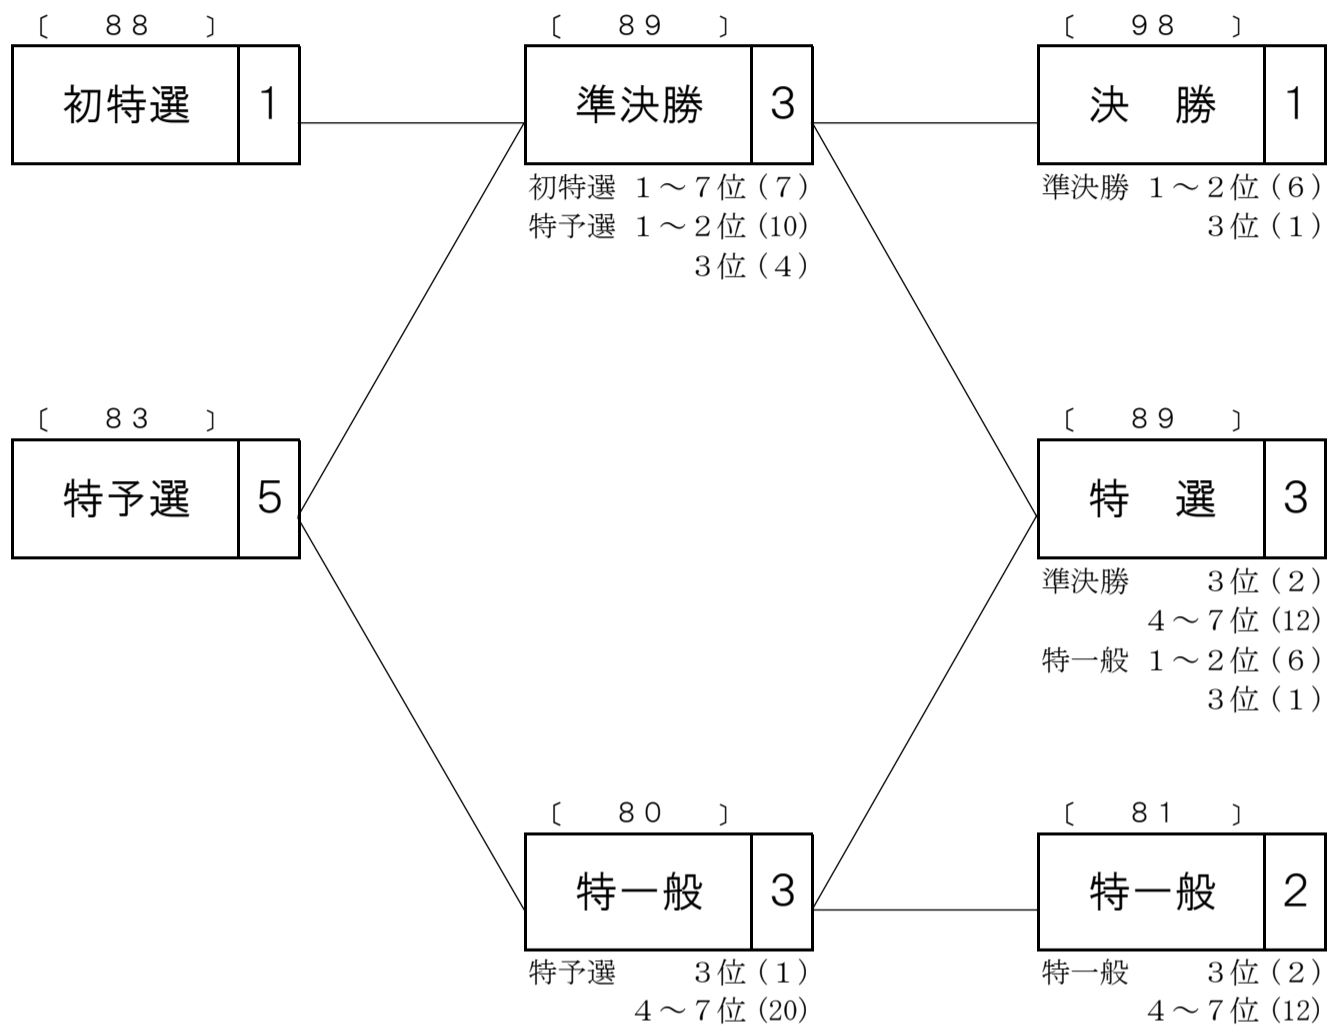 〔　８８　〕
初特選 1
〔　８９　〕
準決勝 3
初特選 １～７位（７）
特予選 １～２位（10）
３位（４）
〔　９８　〕
決　勝 1
準決勝 １～２位（６）
３位（１）
〔　８３　〕
特予選 5
〔　８９　〕
特　選 3
準決勝　３位（２）
４～７位（12）
特一般 １～２位（６）
３位（１）
〔　８０　〕
特一般 3
特予選　３位（１）
４～７位（20）
〔　８１　〕
特一般 2
特一般　３位（２）
４～７位（12）